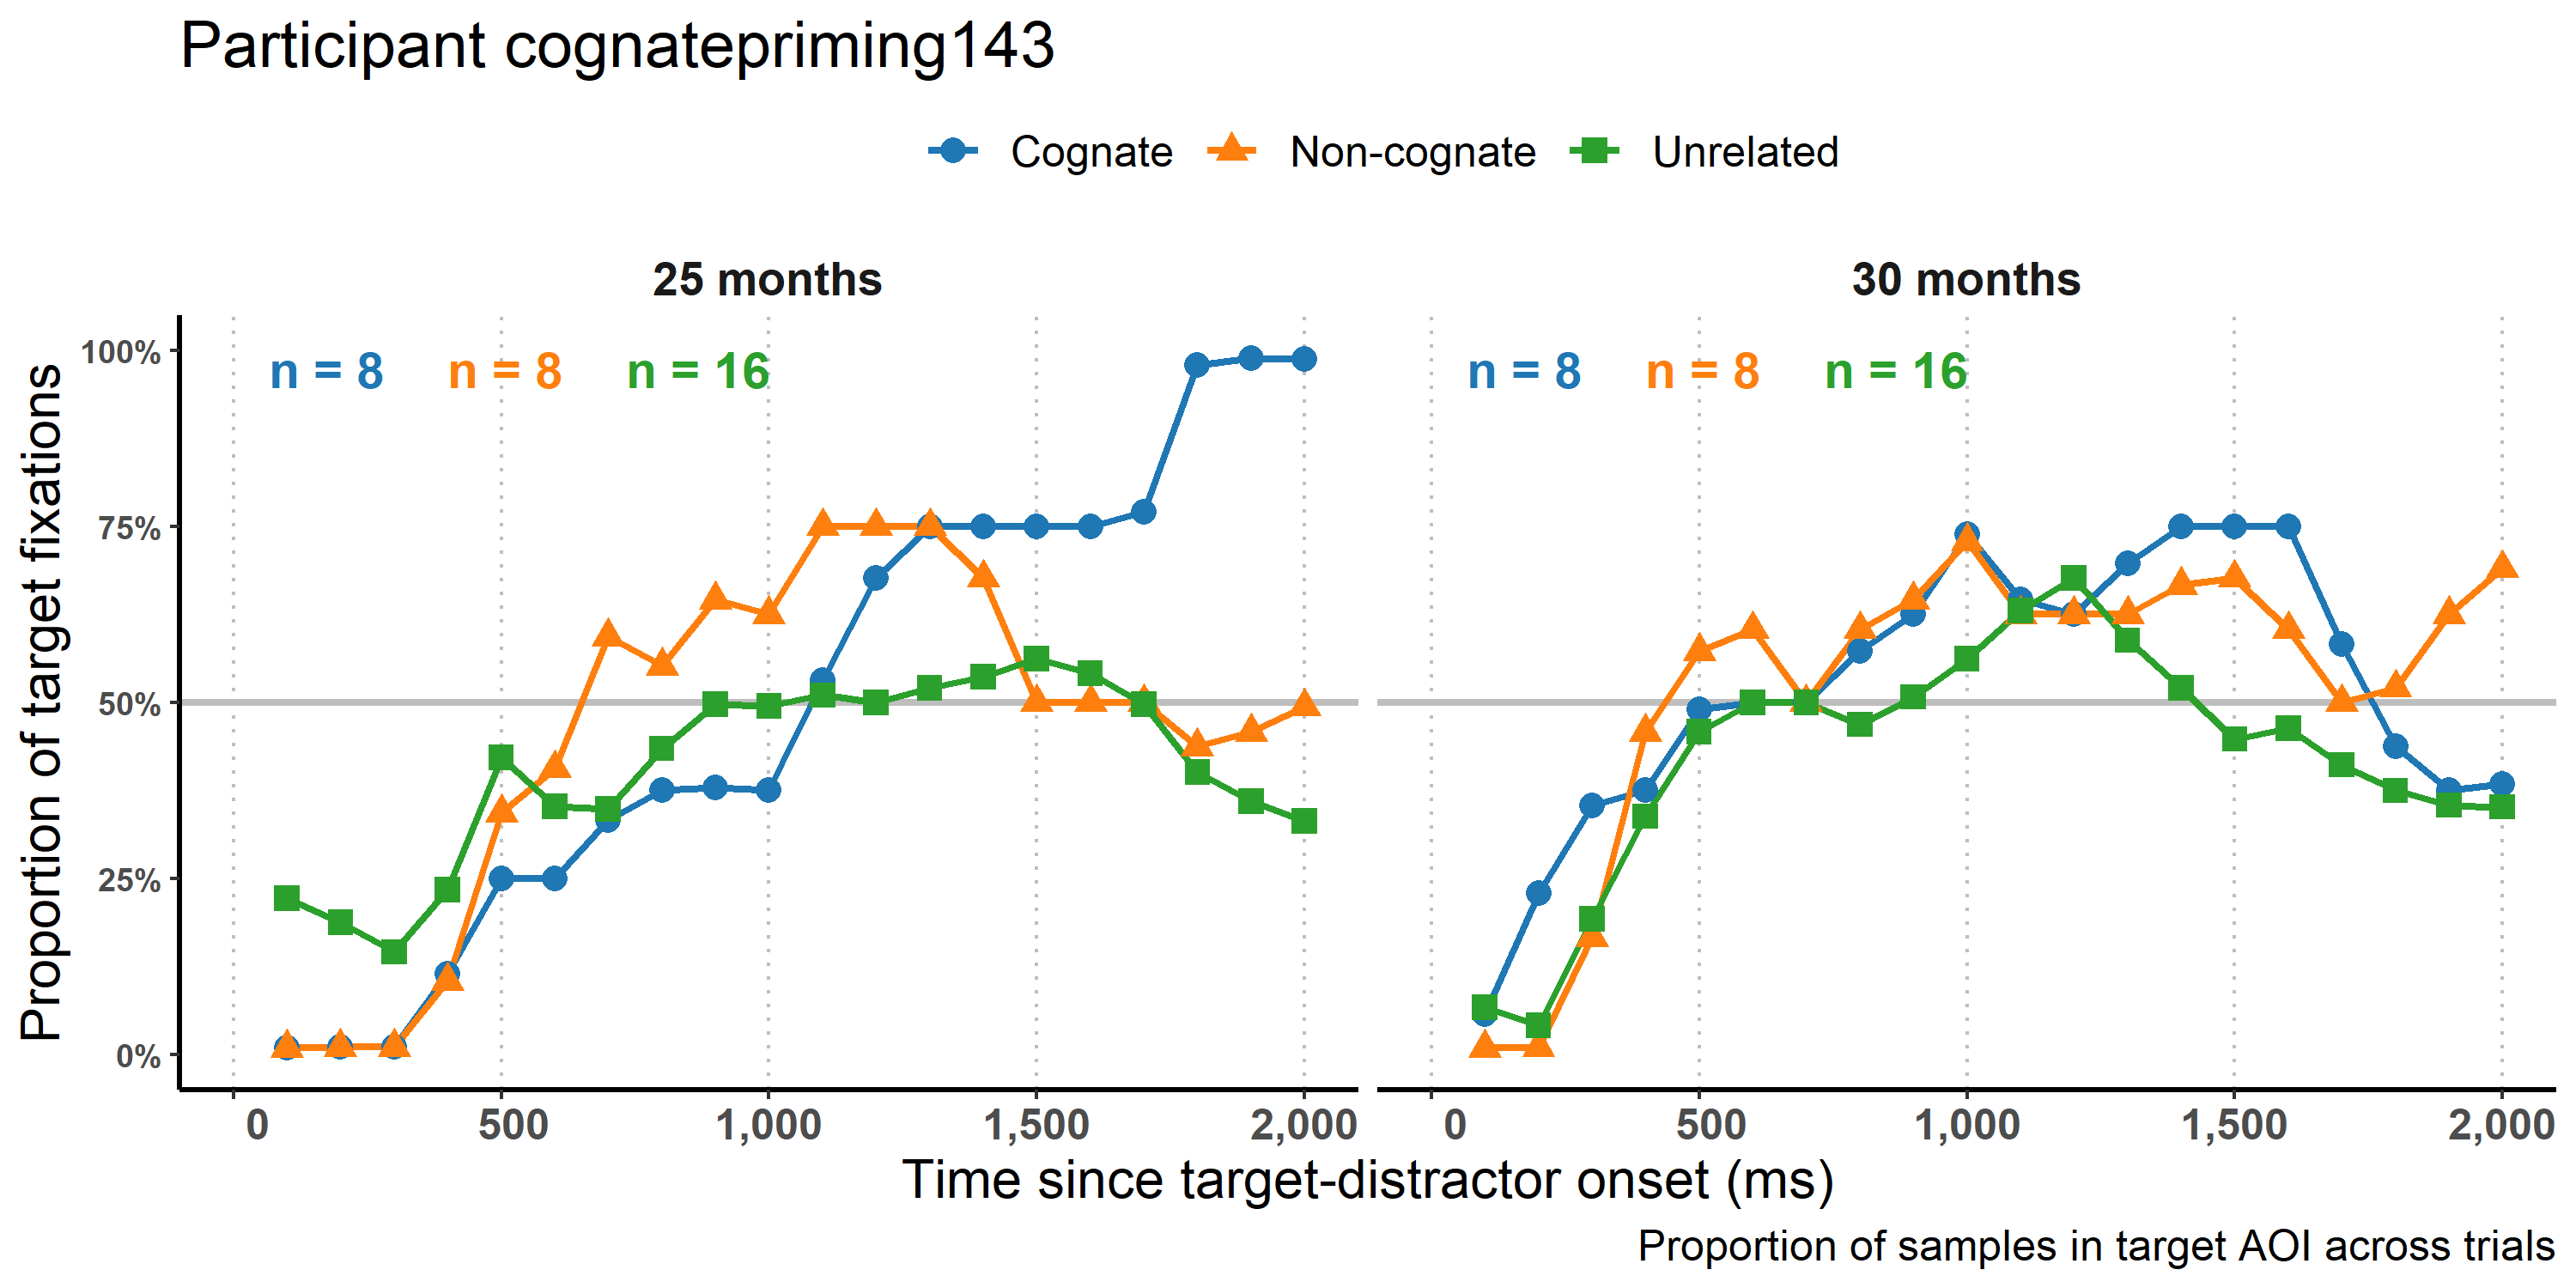 Participant cognatepriming143
Cognate Non-cognate Unrelated
25 months 30 months
n = 8 n = 8 n = 16 n = 8 n = 8 n = 16
100%
75%
50%
25%
0%
Proportion of target fixations
0 500 1,000 1,500 2,000 0 500 1,000 1,500 2,000
Time since target-distractor onset (ms)
Proportion of samples in target AOI across trials